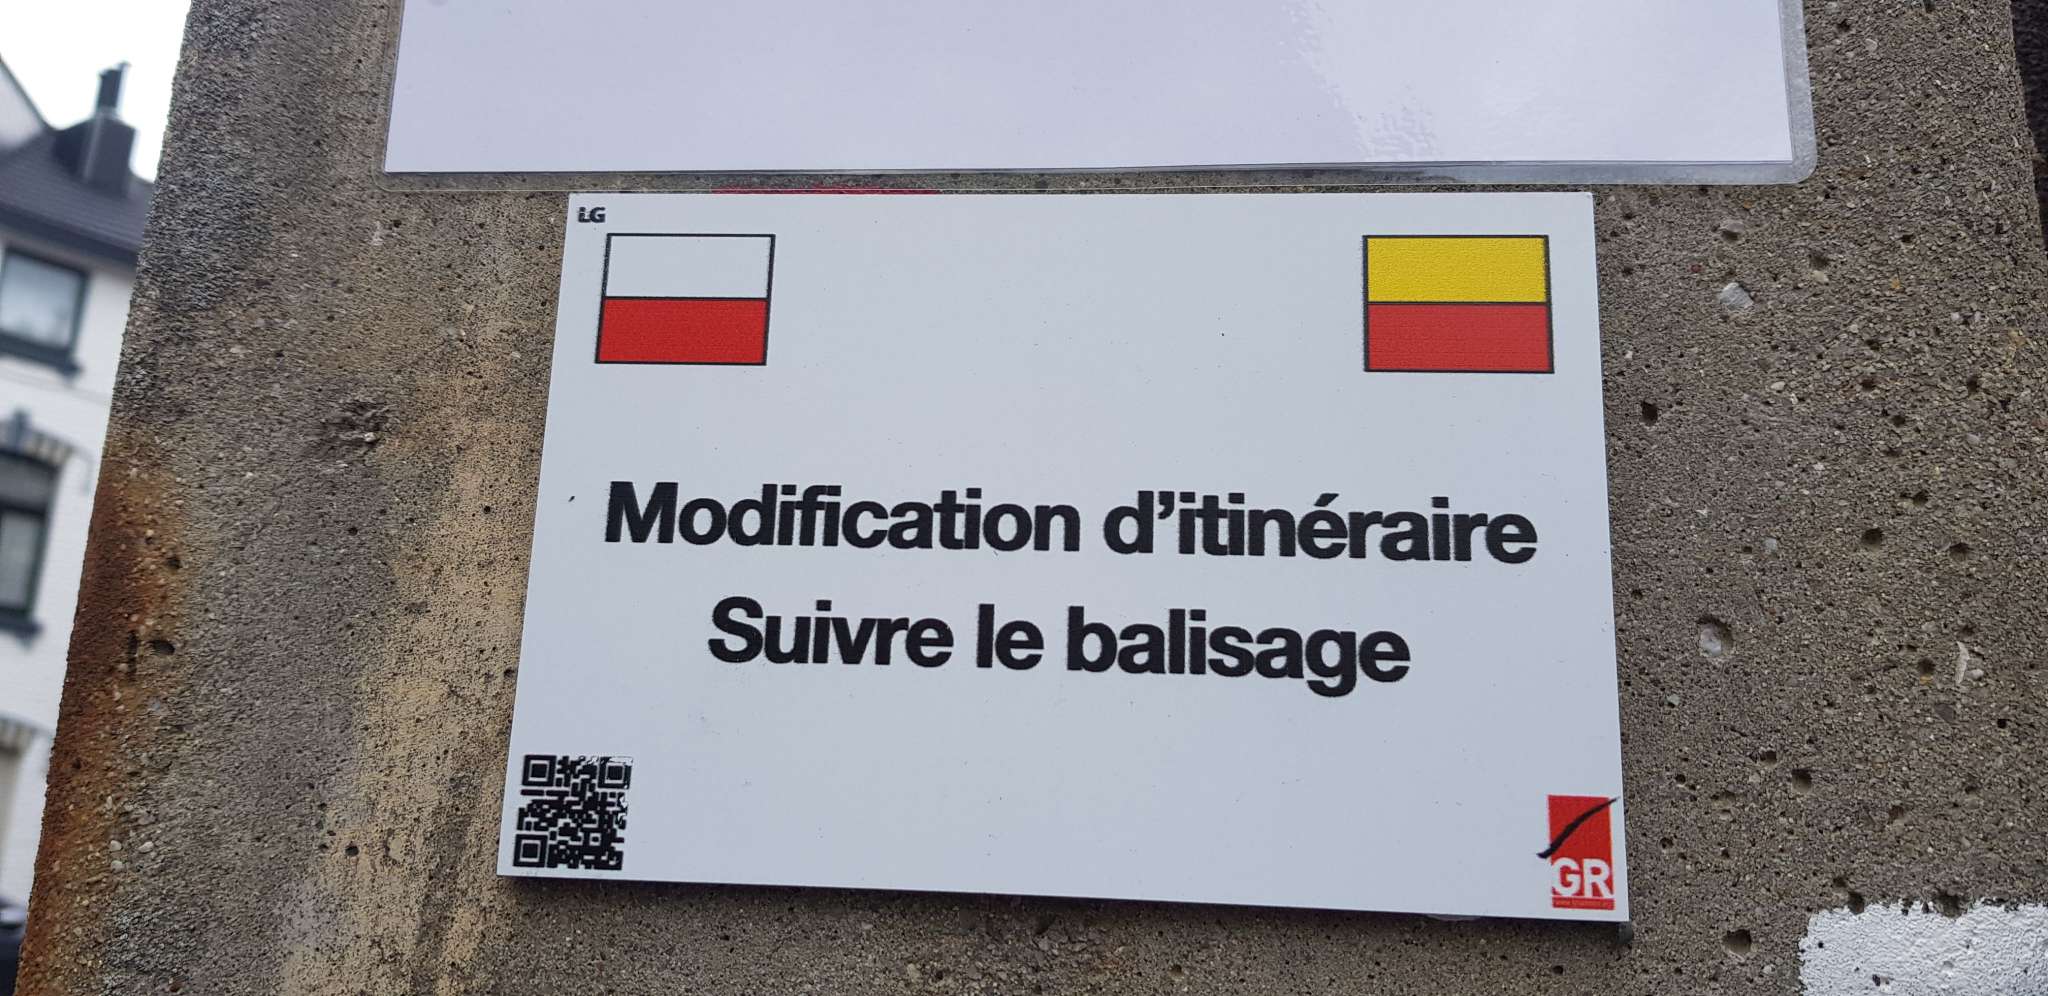 LG
Modification d'itinéraire
Suivre le balisage
GR